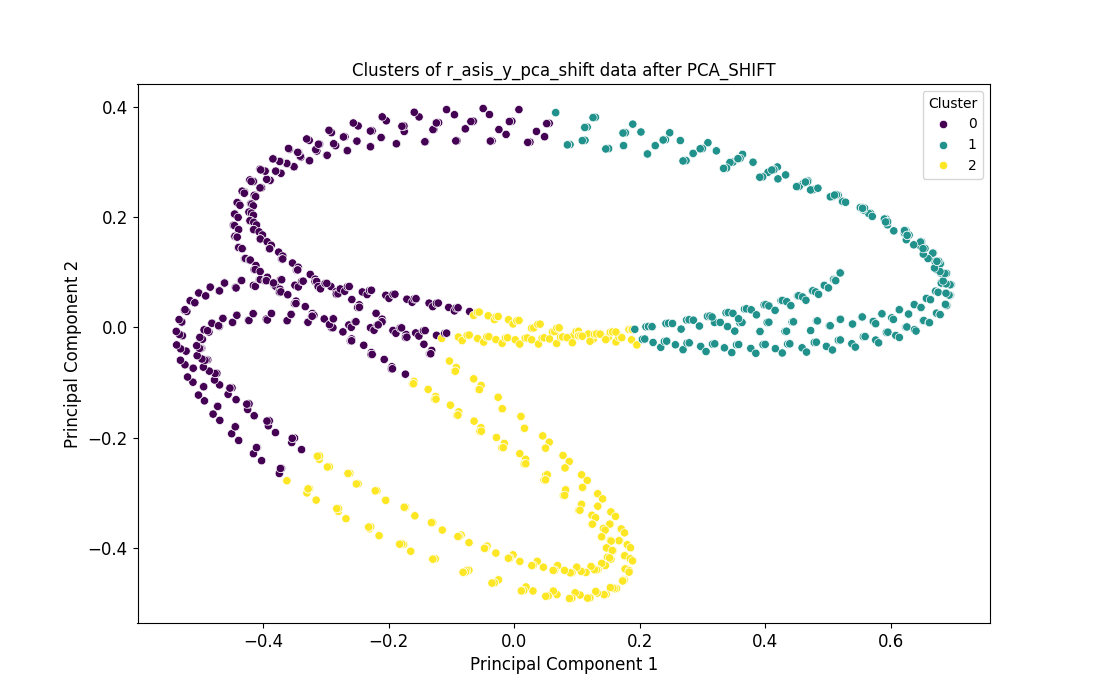 Clusters of r_asis_y_pca_shift data after PCA_SHIFT
Cluster
0
1
2
0.4
0.2
0.0
−0.2
−0.4
Principal Component 2
−0.4 −0.2 0.0 0.2 0.4 0.6
Principal Component 1